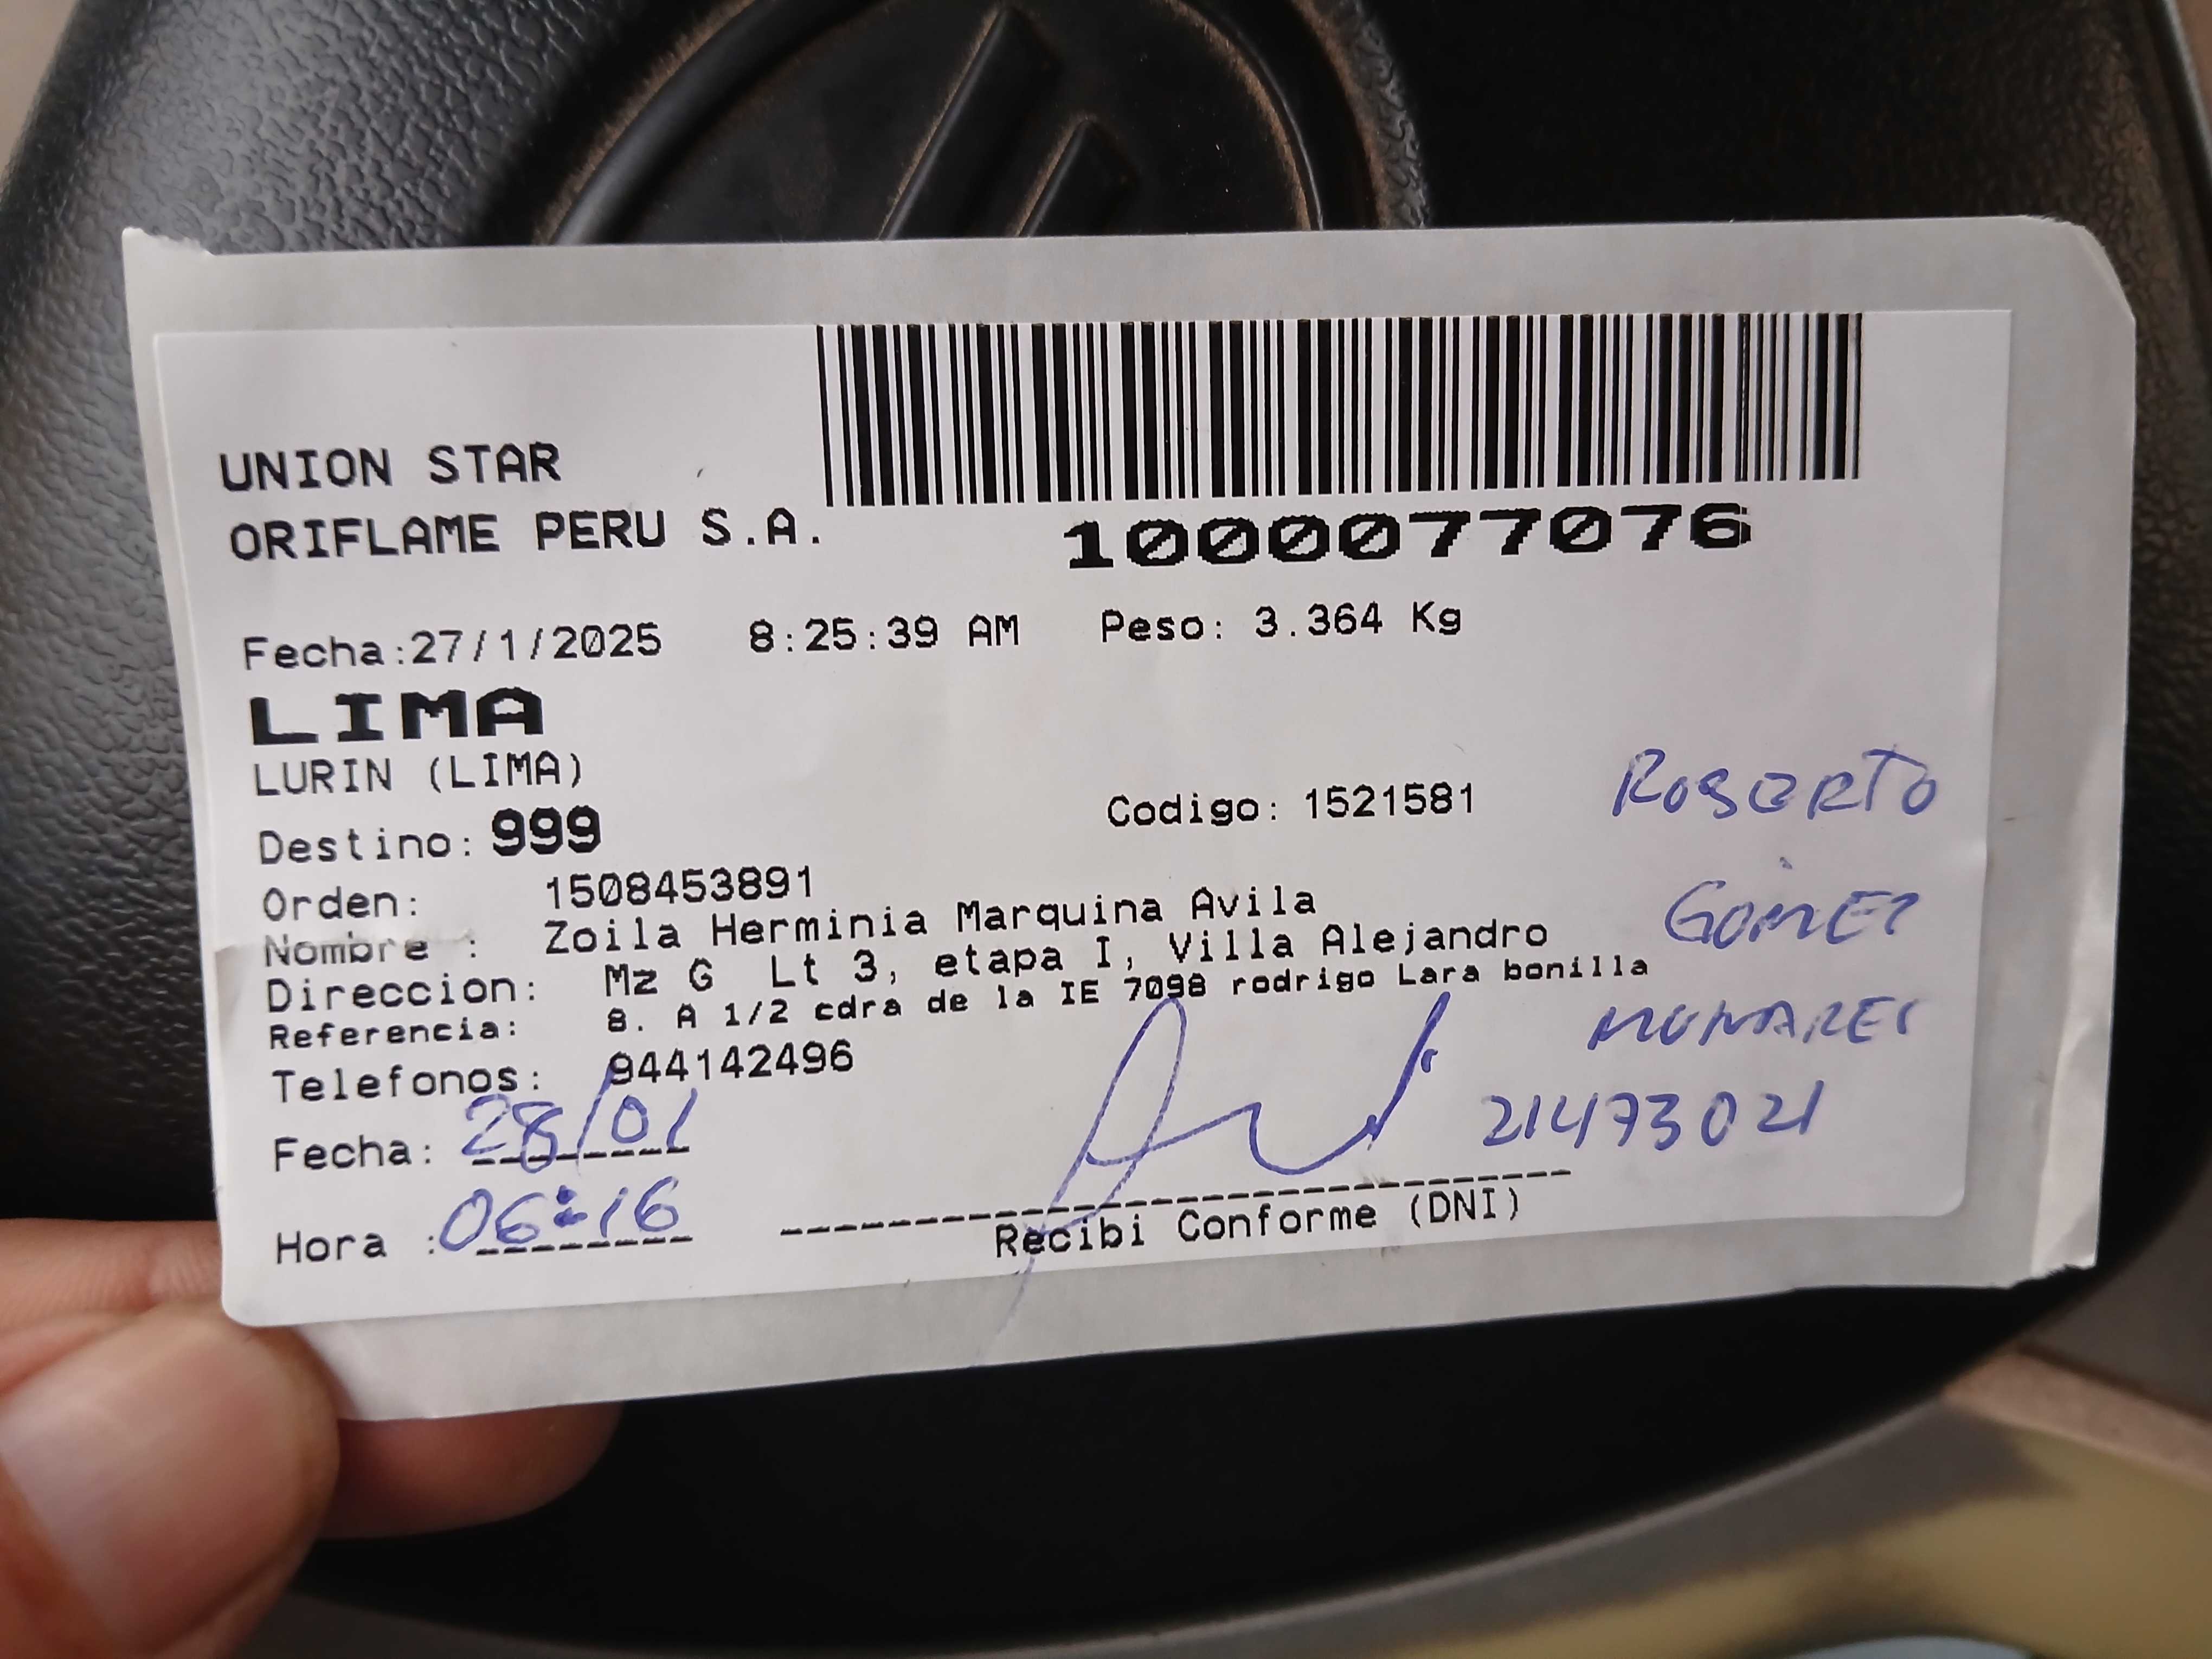 UNION STAR
ORIFLAME PERU S.A.
1000077076
Fecha:27/1/2025 8:25:39 AM Peso: 3.364 Kg
LIMA
LURIN (LIMA)
Destino: 999 Codigo: 1521581
ROBERTO
Orden: 1508453891
Nombre : Zoila Herminia Marquina Avila
GOMEZ
Direccion: Mz G Lt 3, etapa I, Villa Alejandro
Referencia: 8. A 1/2 cdra de la IE 7098 rodrigo Lara bonilla
Telefonos: 944142496
21473021
Fecha: 28/01
Hora : 06:16
Recibi Conforme (DNI)